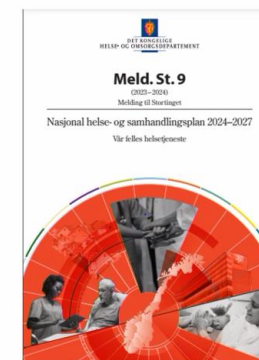 DET KONGELIGE
HELSE- OG OMSORGSDEPARTEMENT
Meld. St. 9
(2023–2024)
Melding til Stortinget
Nasjonal helse- og samhandlingsplan 2024–2027
Vår felles helsetjeneste